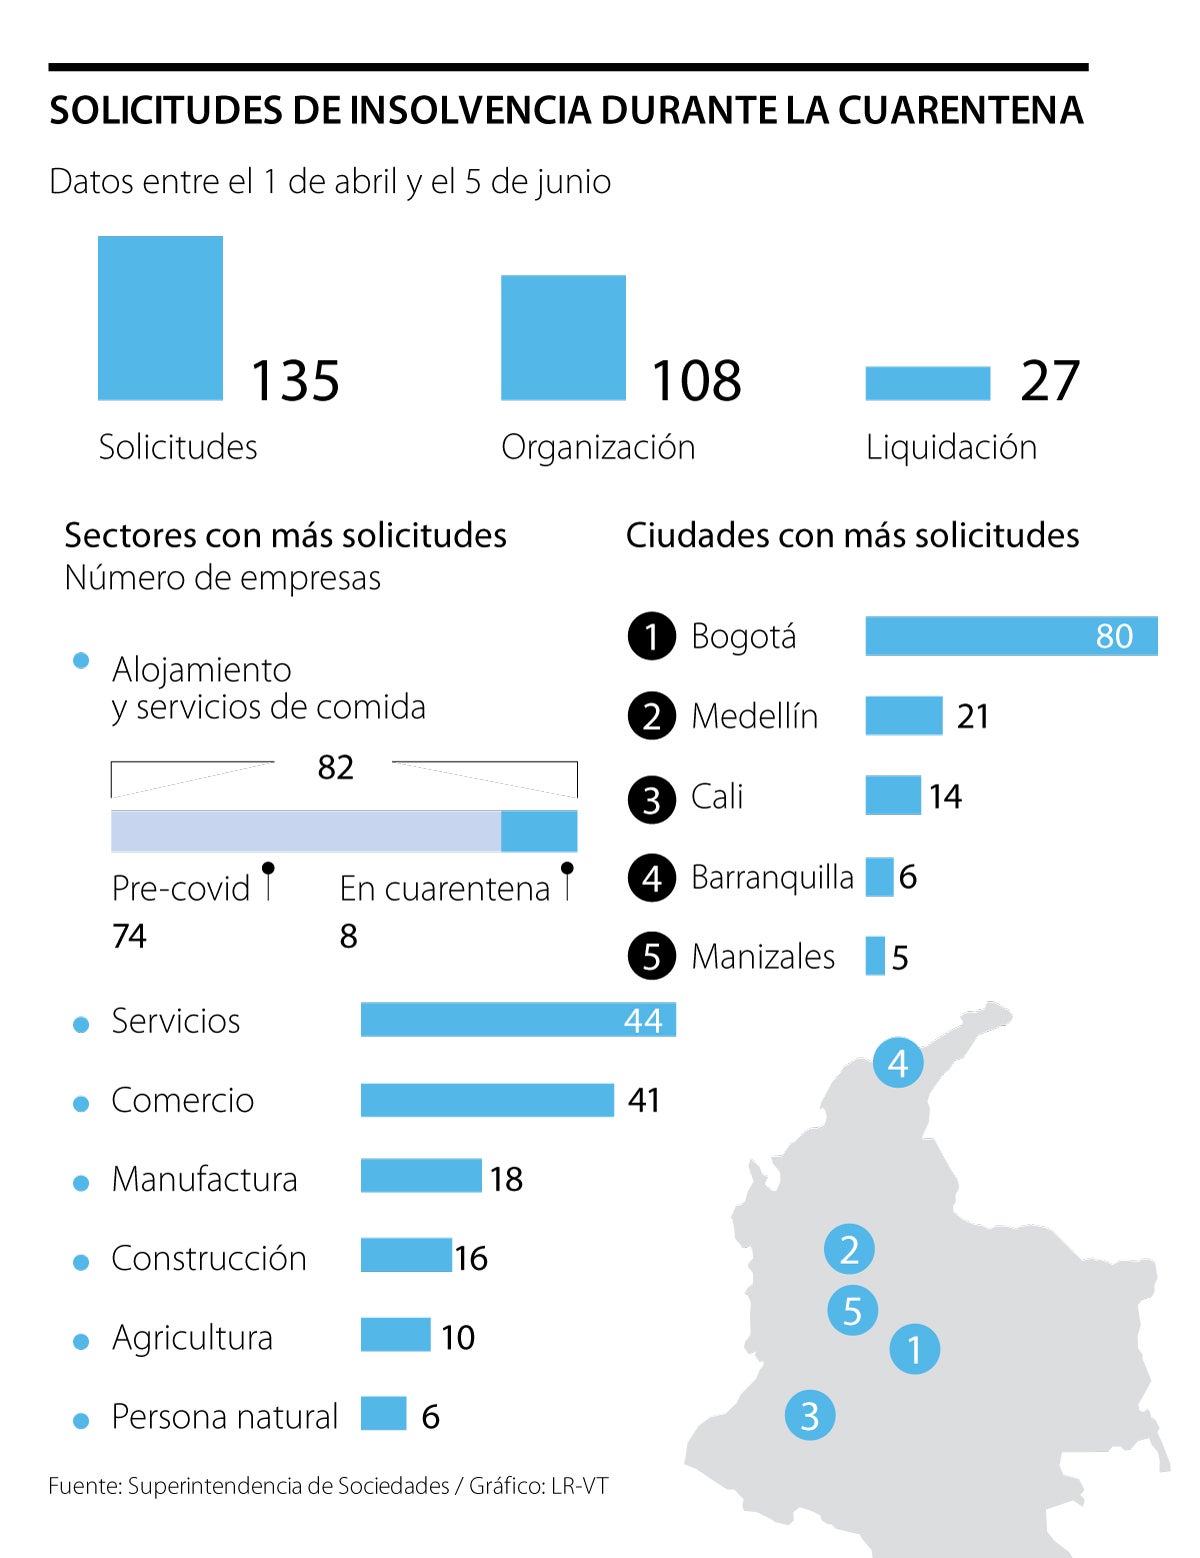 SOLICITUDES DE INSOLVENCIA DURANTE LA CUARENTENA
Datos entre el 1 de abril y el 5 de junio
135
Solicitudes
108
Organización
27
Liquidación
Sectores con más solicitudes
Número de empresas
Alojamiento
y servicios de comida
82
Pre-covid
74
En cuarentena
8
Servicios 44
Comercio 41
Manufactura 18
Construcción 16
Agricultura 10
Persona natural 6
Ciudades con más solicitudes
1 Bogotá 80
2 Medellín 21
3 Cali 14
4 Barranquilla 6
5 Manizales 5
4
2
5
1
3
Fuente: Superintendencia de Sociedades / Gráfico: LR-VT